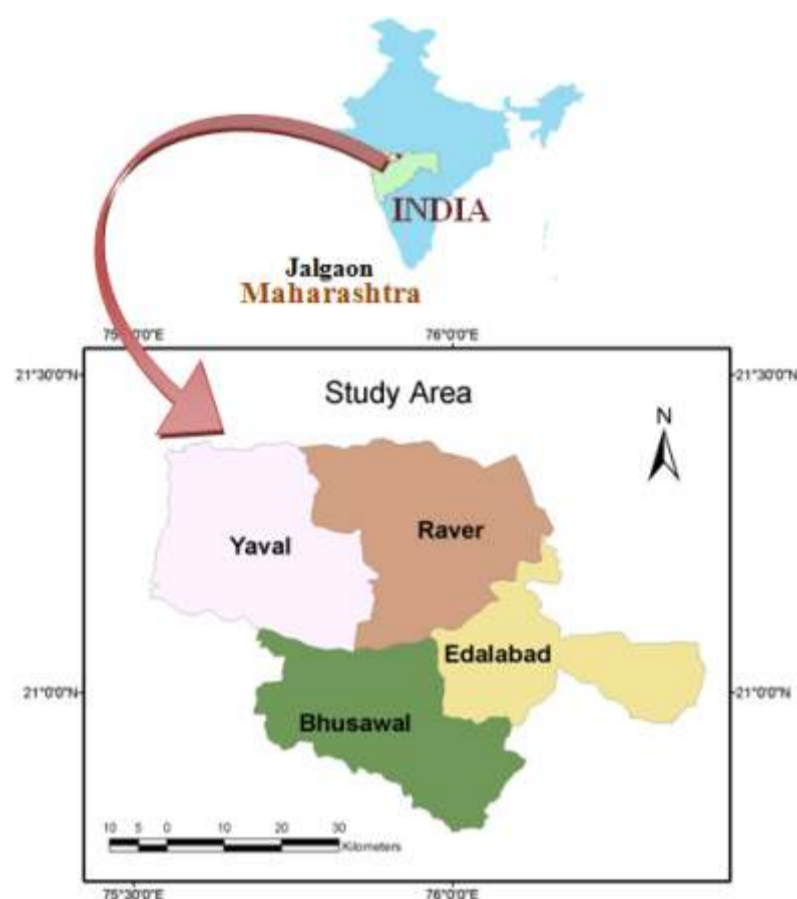 INDIA
Jalgaon
Maharashtra
76°0'0"E
21°30'0"N
21°30'0"N
Study Area
N
Yaval
Raver
Edalabad
21°0'0"N
21°0'0"N
Bhusawal
10 5 0 10 20 30
Kilometers
75°30'0"E
76°0'0"E